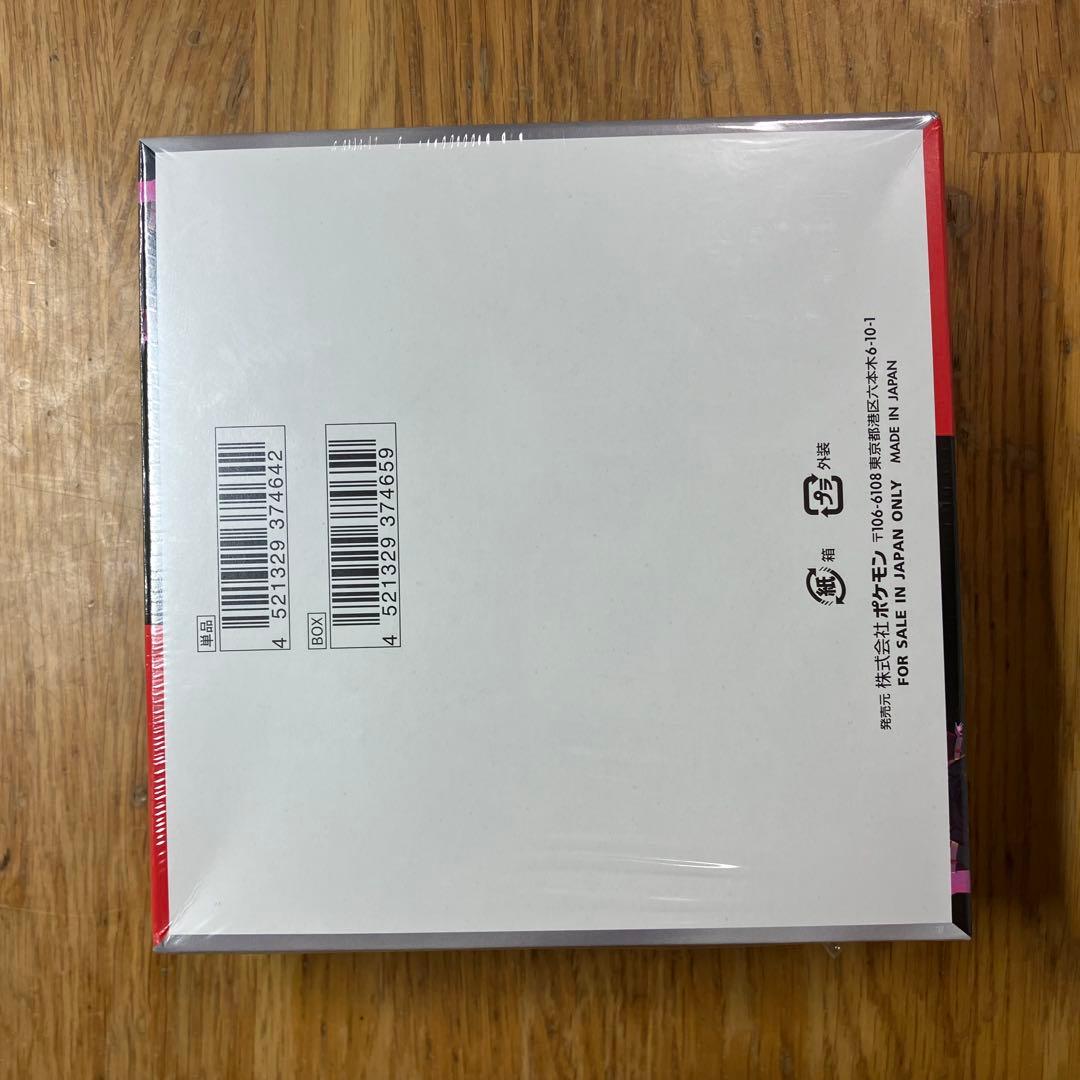 単品
4 521329 374642
BOX
4 521329 374659
紙 箱
プラ 外装
発売元 株式会社ポケモン 〒106-6108 東京都港区六本木6-10-1
FOR SALE IN JAPAN ONLY MADE IN JAPAN